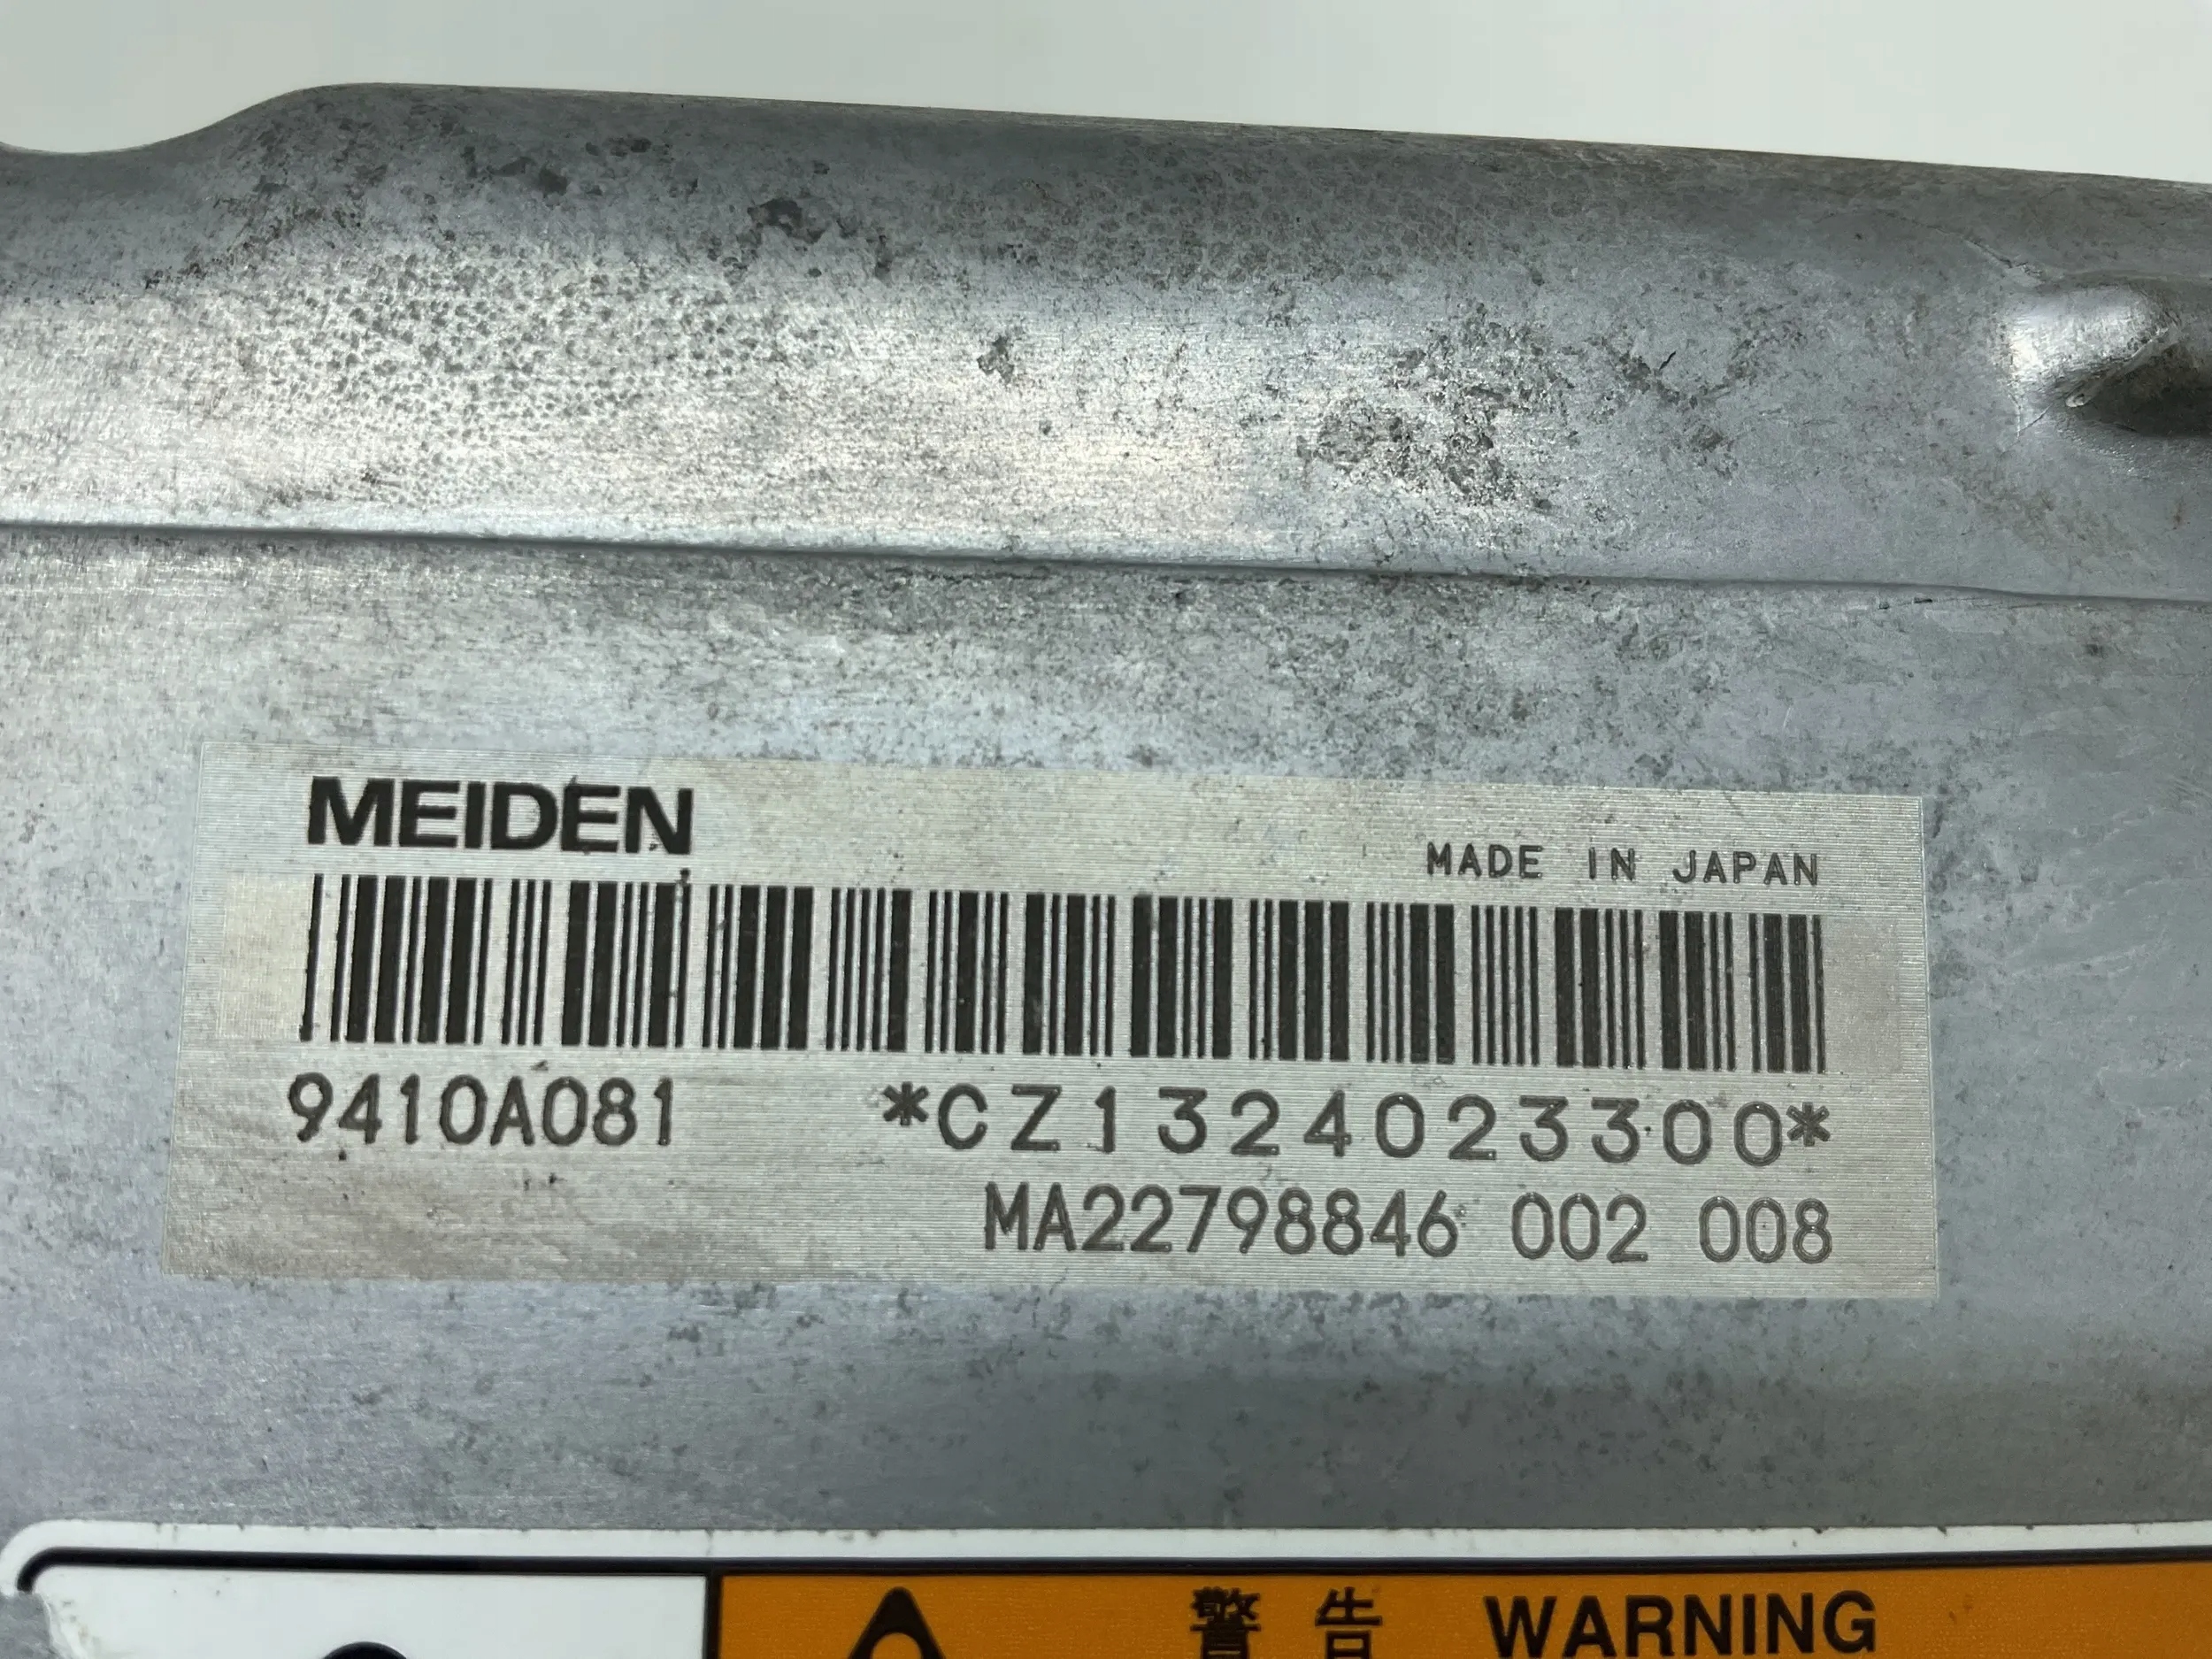 MEIDEN
MADE IN JAPAN
9410A081 *CZ1324023300*
MA22798846 002 008
警告 WARNING